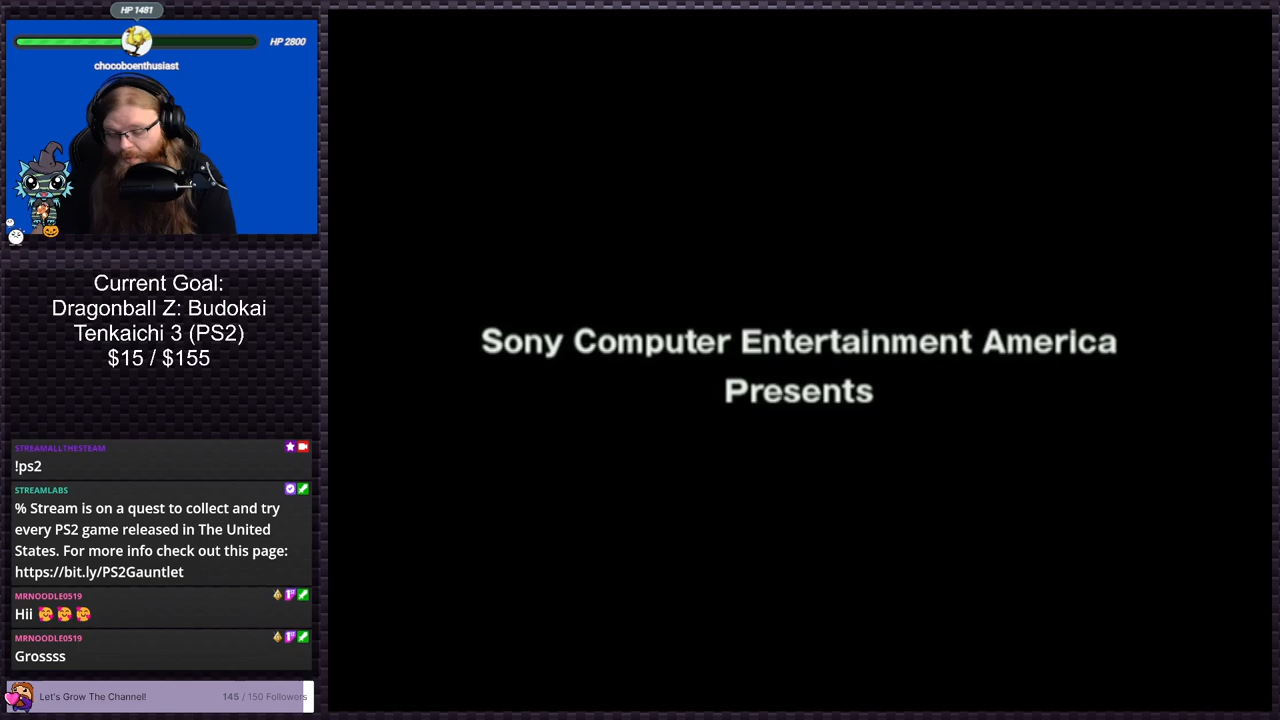 HP 1481
HP 2800
chocoboenthusiast
Sony Computer Entertainment America
Presents
Current Goal:
Dragonball Z: Budokai
Tenkaichi 3 (PS2)
$15 / $155
STREAMALLTHESTEAM
!ps2
STREAMLABS
% Stream is on a quest to collect and try
every PS2 game released in The United
States. For more info check out this page:
https://bit.ly/PS2Gauntlet
MRNOODLE0519
Hii 🥰 🥰 🥰
MRNOODLE0519
Grossss
Let's Grow The Channel! 145 / 150 Followers